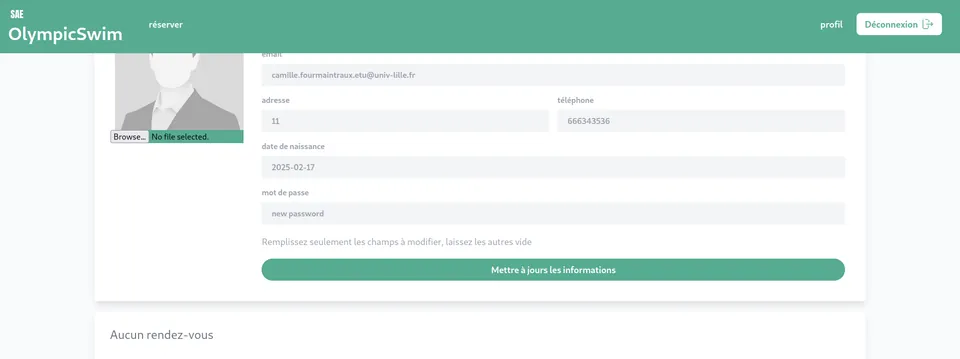 SAE
OlympicSwim
réserver
profil
Déconnexion
email
camille.fourmaintraux.etu@univ-lille.fr
adresse
téléphone
11
666343536
Browse... No file selected.
date de naissance
2025-02-17
mot de passe
new password
Remplissez seulement les champs à modifier, laissez les autres vide
Mettre à jours les informations
Aucun rendez-vous